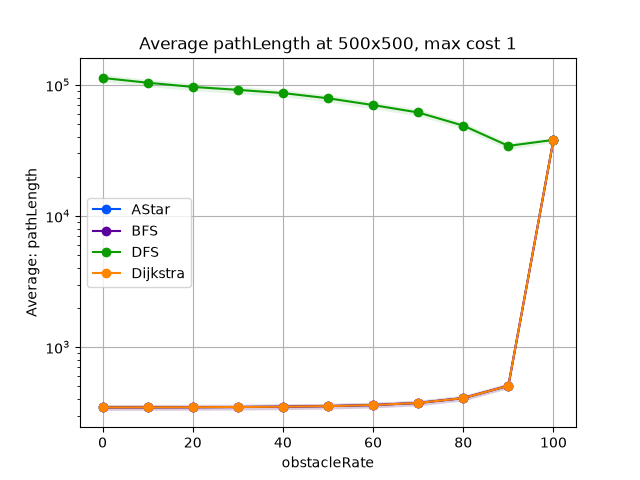 Average pathLength at 500x500, max cost 1
Average: pathLength
10^5
10^4
10^3
AStar
BFS
DFS
Dijkstra
0
20
40
60
80
100
obstacleRate